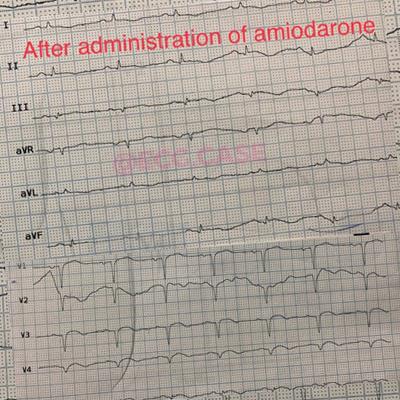 I
After administration of amiodarone
II
III
aVR
@ECG.CASE
aVL
aVF
V1
V2
V3
V4